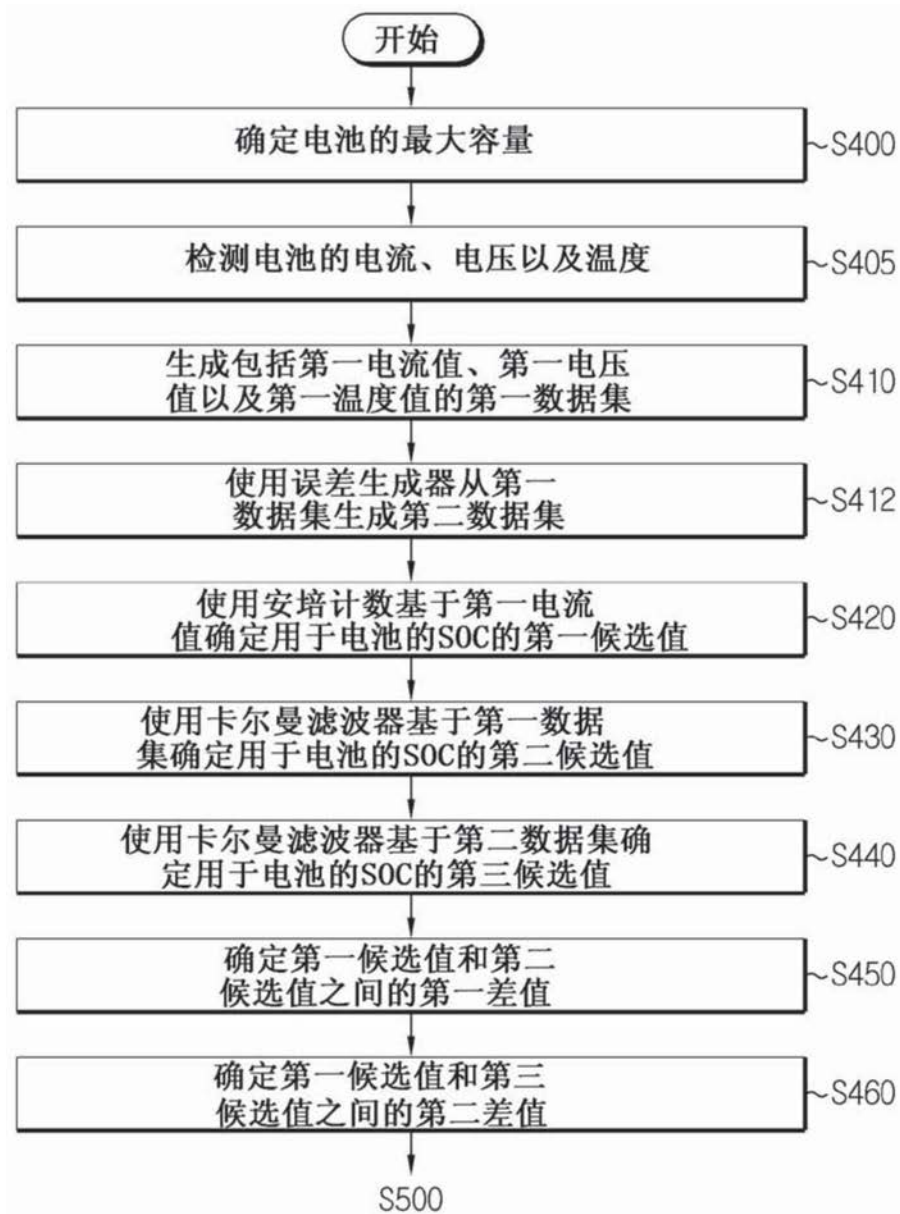 开始
确定电池的最大容量
~S400
检测电池的电流、电压以及温度
~S405
生成包括第一电流值、第一电压
值以及第一温度值的第一数据集
~S410
使用误差生成器从第一
数据集生成第二数据集
~S412
使用安培计数基于第一电流
值确定用于电池的SOC的第一候选值
~S420
使用卡尔曼滤波器基于第一数据
集确定用于电池的SOC的第二候选值
~S430
使用卡尔曼滤波器基于第二数据集确
定用于电池的SOC的第三候选值
~S440
确定第一候选值和第二
候选值之间的第一差值
~S450
确定第一候选值和第三
候选值之间的第二差值
~S460
S500